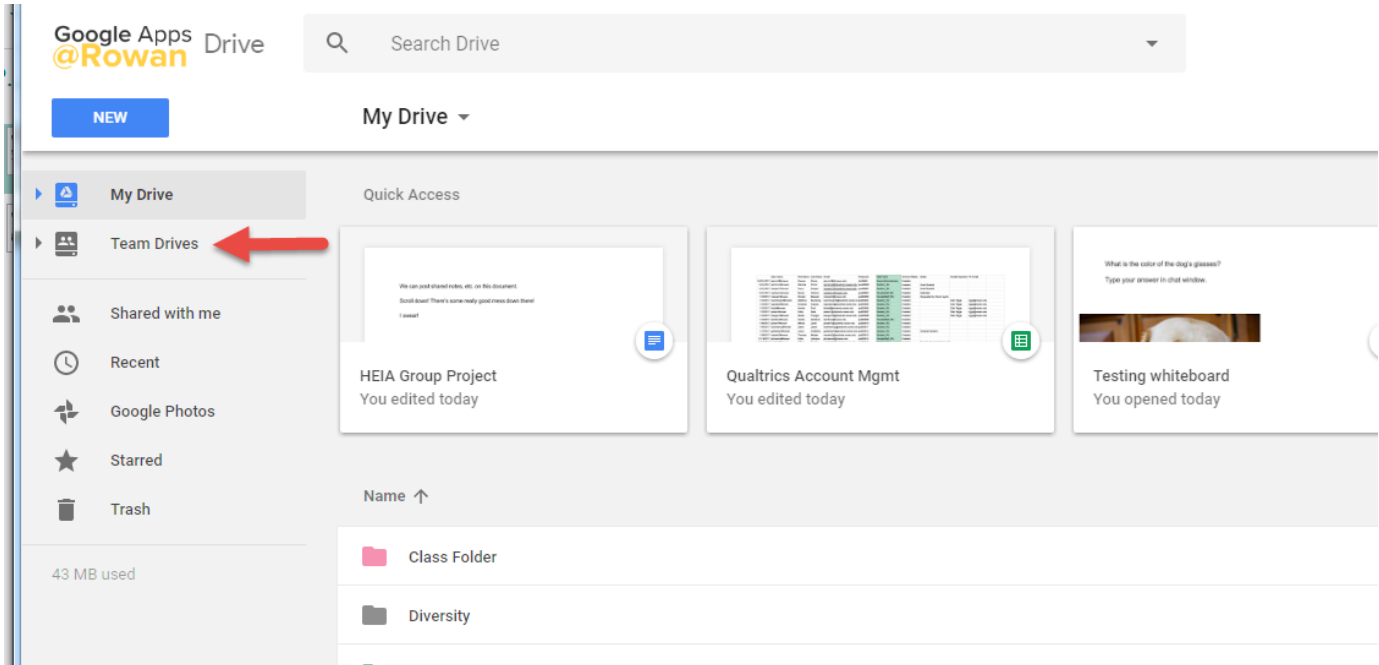 Google Apps
@Rowan
Drive
Search Drive
NEW
My Drive
My Drive
Team Drives
Shared with me
Recent
Google Photos
Starred
Trash
43 MB used
Quick Access
We can post shared notes, etc. on this document.
Scroll down! There's some really good mess down there!
I swear!
HEIA Group Project
You edited today
Qualtrics Account Mgmt
You edited today
What is the color of the dog's glasses?
Type your answer in chat window.
Testing whiteboard
You opened today
Name
Class Folder
Diversity